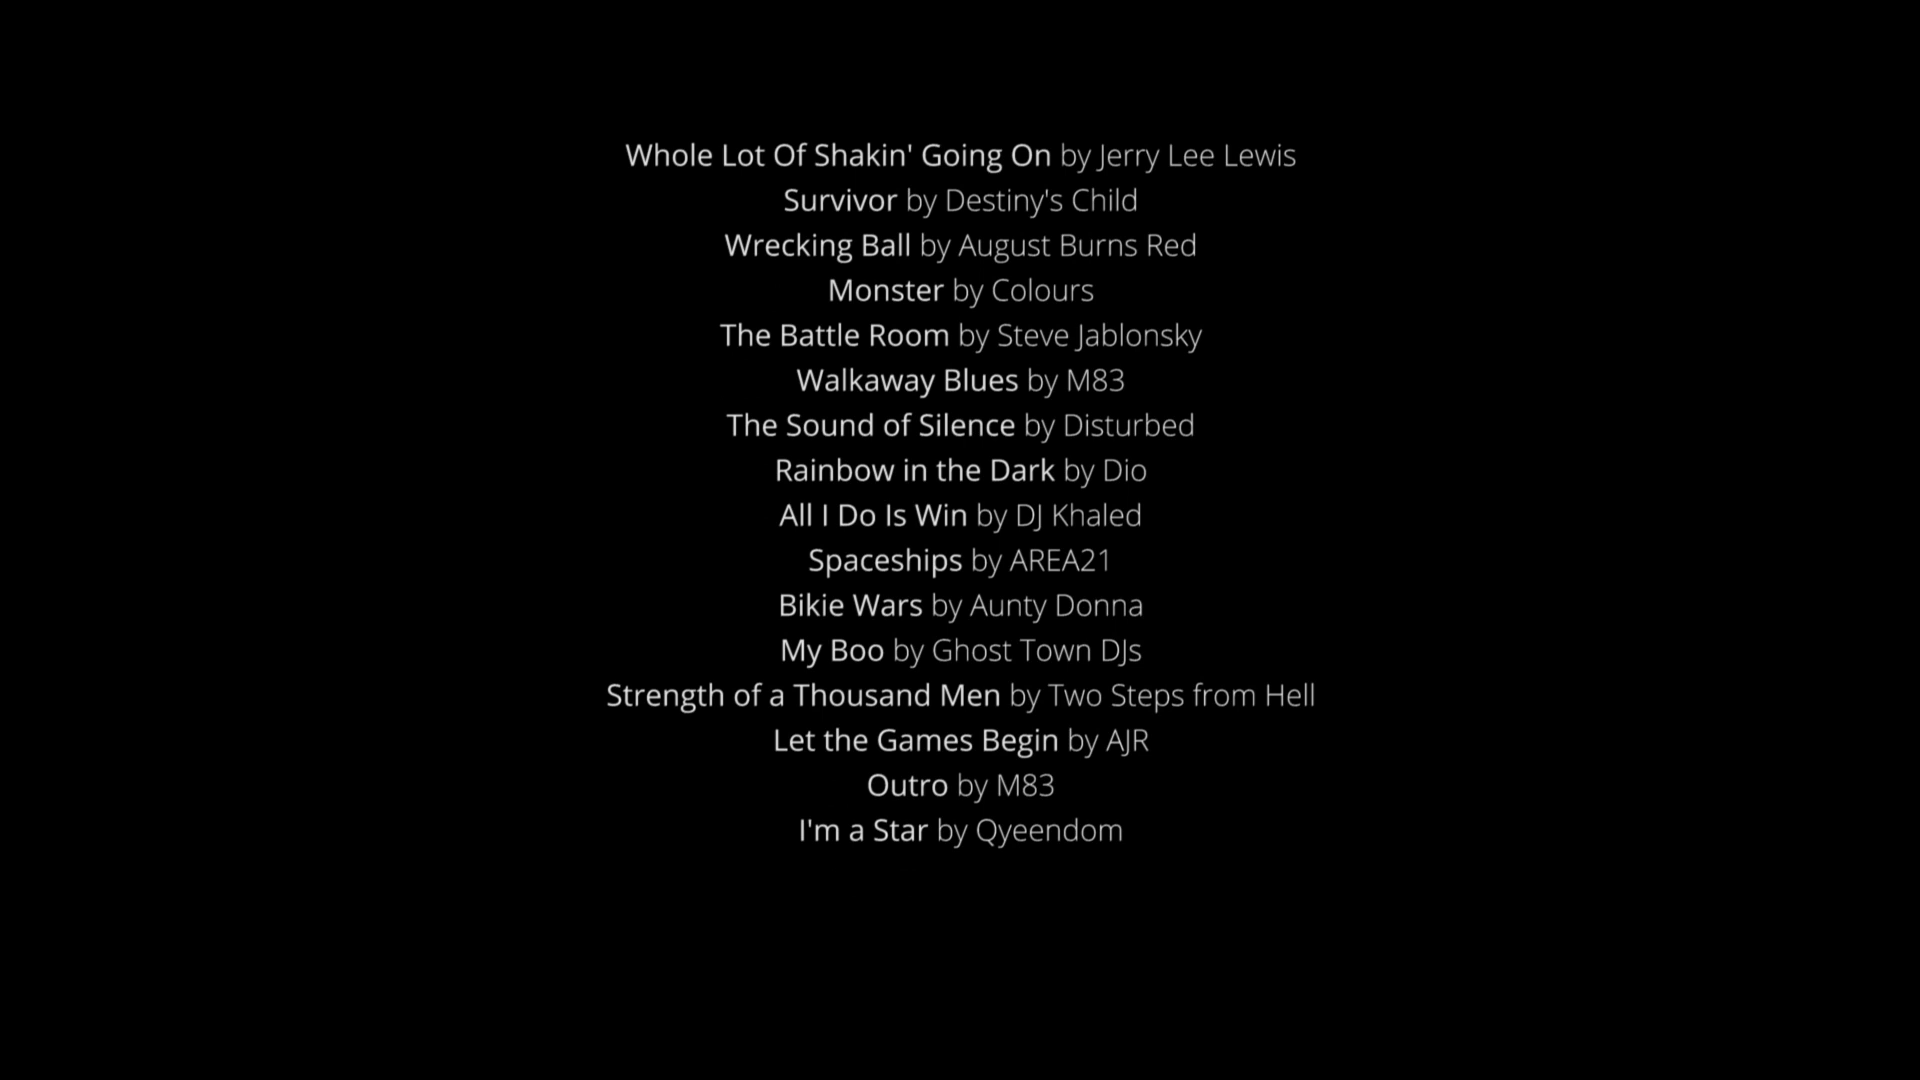 Whole Lot Of Shakin' Going On by Jerry Lee Lewis
Survivor by Destiny's Child
Wrecking Ball by August Burns Red
Monster by Colours
The Battle Room by Steve Jablonsky
Walkaway Blues by M83
The Sound of Silence by Disturbed
Rainbow in the Dark by Dio
All I Do Is Win by DJ Khaled
Spaceships by AREA21
Bikie Wars by Aunty Donna
My Boo by Ghost Town DJs
Strength of a Thousand Men by Two Steps from Hell
Let the Games Begin by AJR
Outro by M83
I'm a Star by Qyeendom